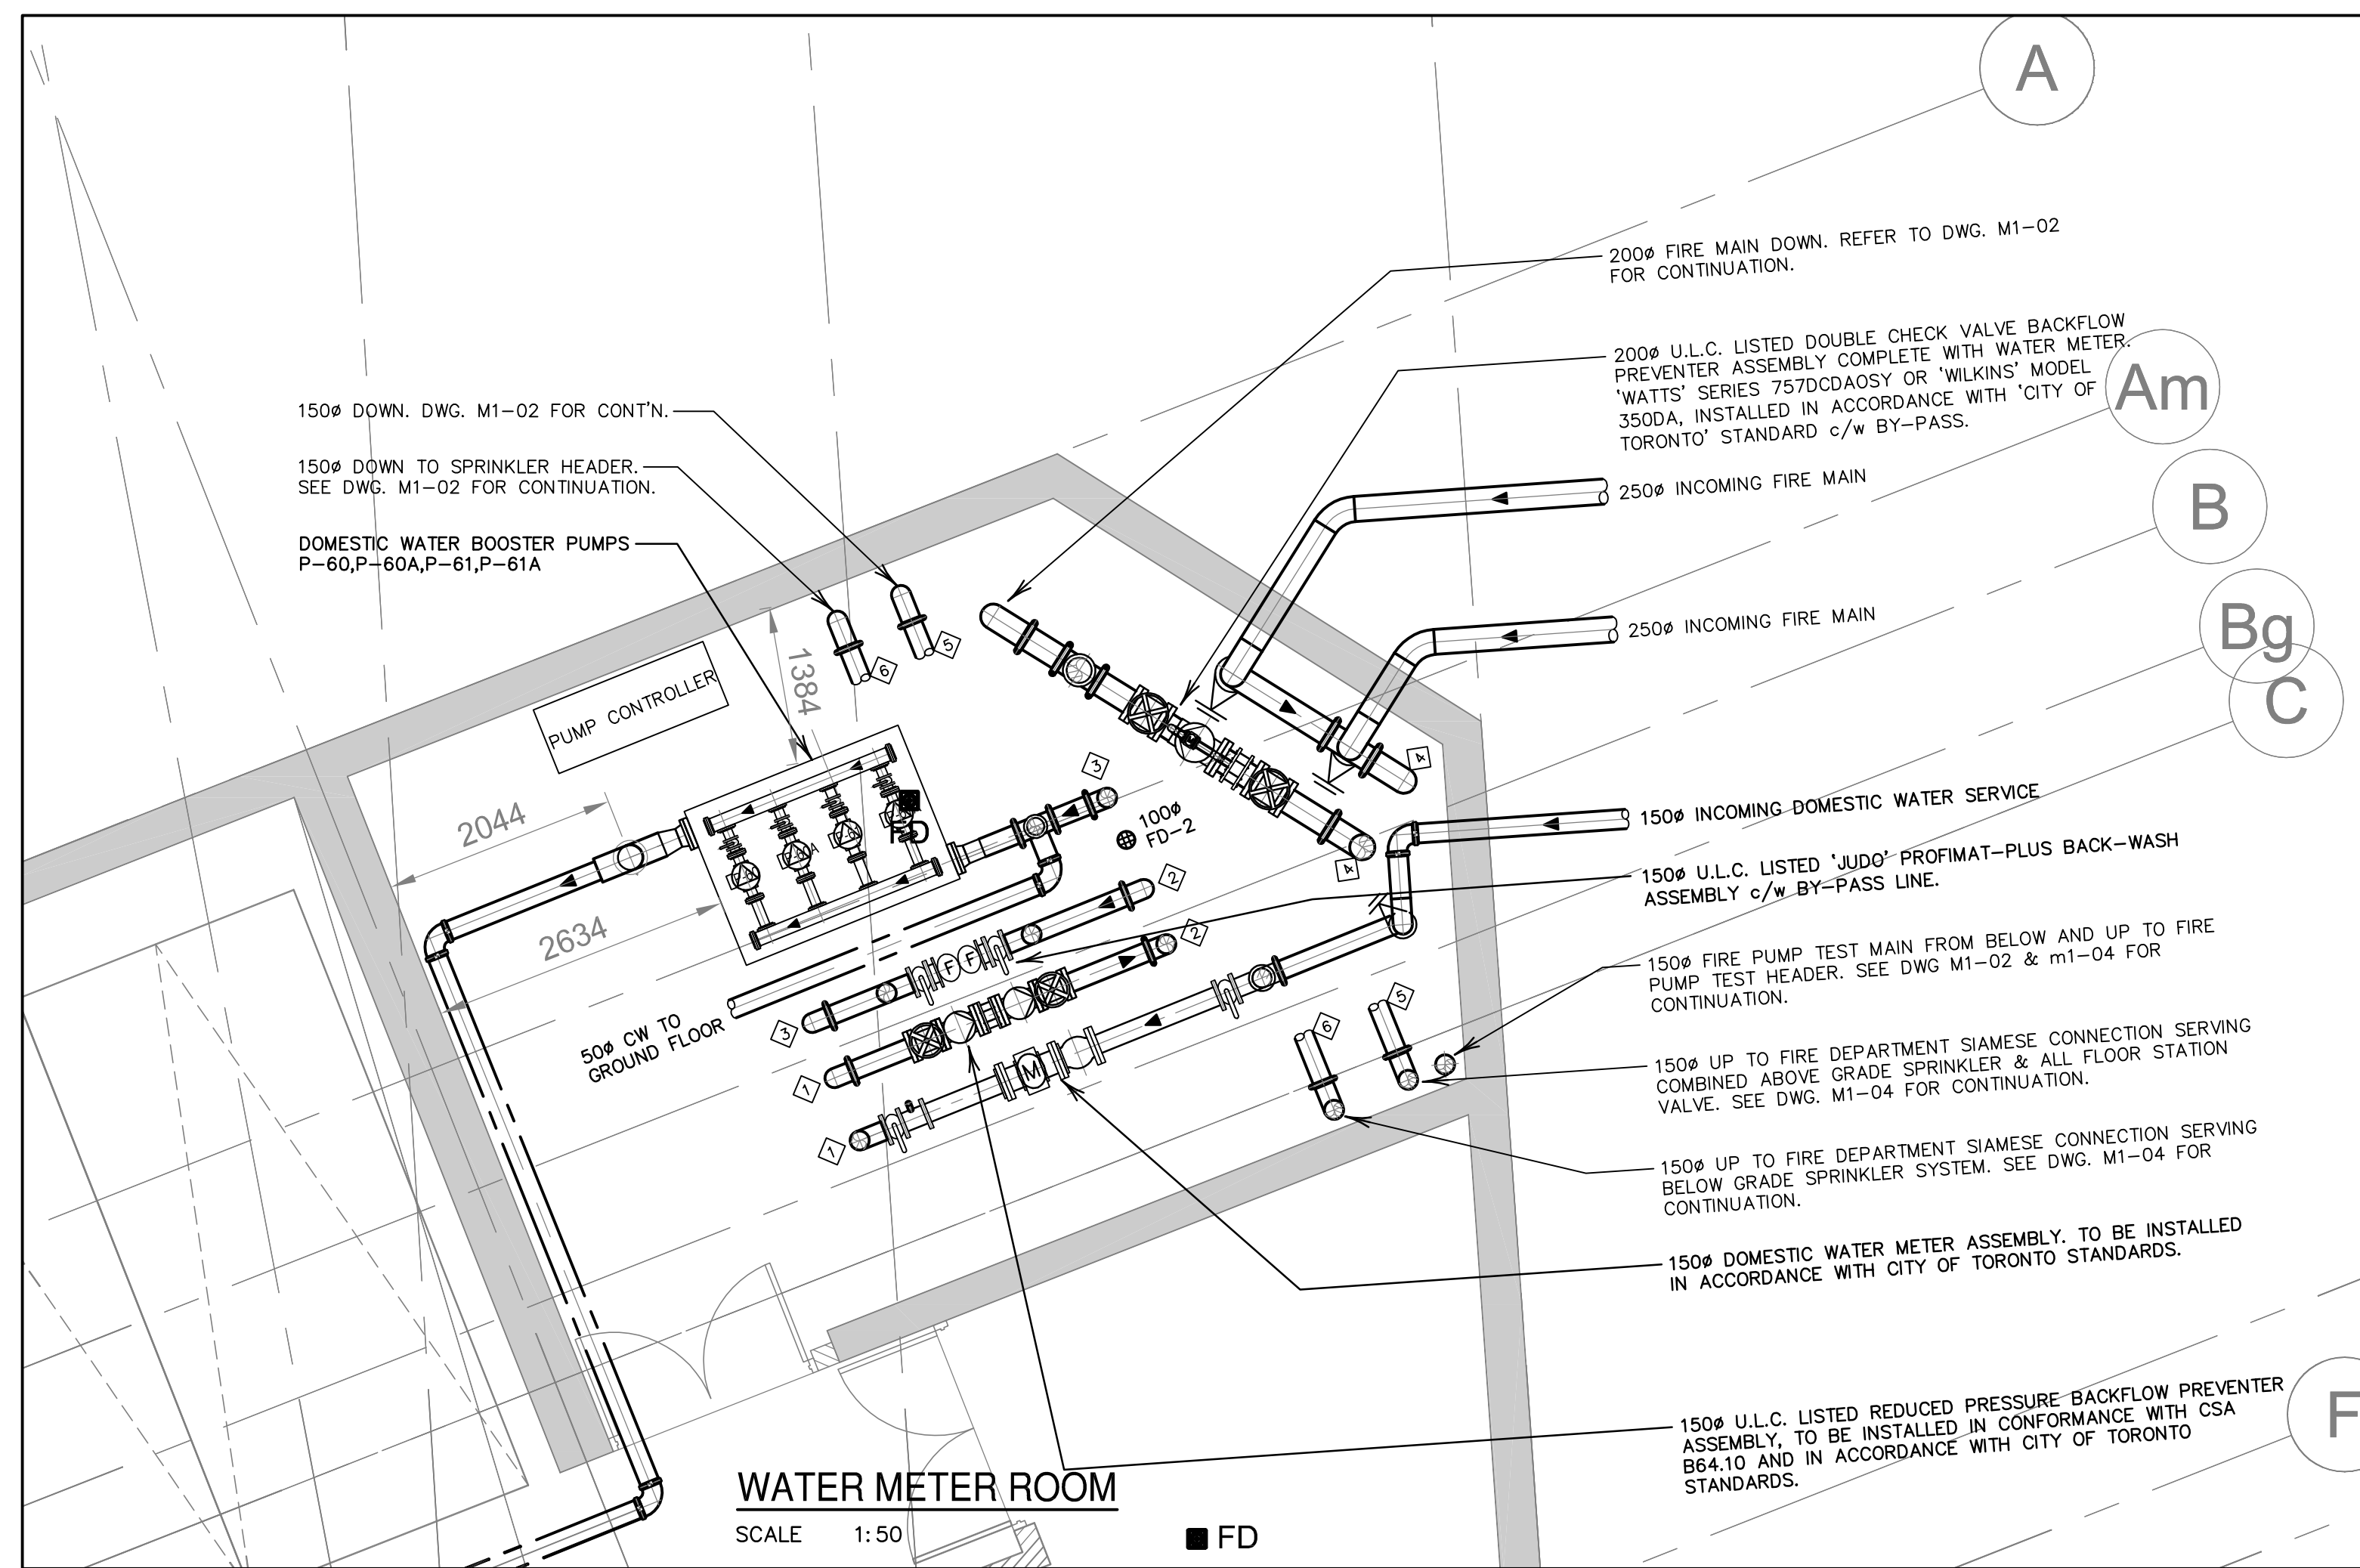 A
200ø FIRE MAIN DOWN. REFER TO DWG. M1-02
FOR CONTINUATION.
200ø U.L.C. LISTED DOUBLE CHECK VALVE BACKFLOW
PREVENTER ASSEMBLY COMPLETE WITH WATER METER.
'WATTS' SERIES 757DCDAOSY OR 'WILKINS' MODEL
350DA, INSTALLED IN ACCORDANCE WITH 'CITY OF
TORONTO' STANDARD c/w BY-PASS.
Am
150ø DOWN. DWG. M1-02 FOR CONT'N.
150ø DOWN TO SPRINKLER HEADER.
SEE DWG. M1-02 FOR CONTINUATION.
DOMESTIC WATER BOOSTER PUMPS
P-60,P-60A,P-61,P-61A
250ø INCOMING FIRE MAIN
B
250ø INCOMING FIRE MAIN
Bg
C
5
6
1384
PUMP CONTROLLER
3
4
2044
FD
100ø
FD-2
150ø INCOMING DOMESTIC WATER SERVICE
4
2
150ø U.L.C. LISTED 'JUDO' PROFIMAT-PLUS BACK-WASH
ASSEMBLY c/w BY-PASS LINE.
2634
2
F F
150ø FIRE PUMP TEST MAIN FROM BELOW AND UP TO FIRE
PUMP TEST HEADER. SEE DWG M1-02 & m1-04 FOR
CONTINUATION.
50ø CW TO
GROUND FLOOR
3
5
6
1
M
150ø UP TO FIRE DEPARTMENT SIAMESE CONNECTION SERVING
COMBINED ABOVE GRADE SPRINKLER & ALL FLOOR STATION
VALVE. SEE DWG. M1-04 FOR CONTINUATION.
1
150ø UP TO FIRE DEPARTMENT SIAMESE CONNECTION SERVING
BELOW GRADE SPRINKLER SYSTEM. SEE DWG. M1-04 FOR
CONTINUATION.
150ø DOMESTIC WATER METER ASSEMBLY. TO BE INSTALLED
IN ACCORDANCE WITH CITY OF TORONTO STANDARDS.
150ø U.L.C. LISTED REDUCED PRESSURE BACKFLOW PREVENTER
ASSEMBLY, TO BE INSTALLED IN CONFORMANCE WITH CSA
B64.10 AND IN ACCORDANCE WITH CITY OF TORONTO
STANDARDS.
F
WATER METER ROOM
SCALE 1:50
FD